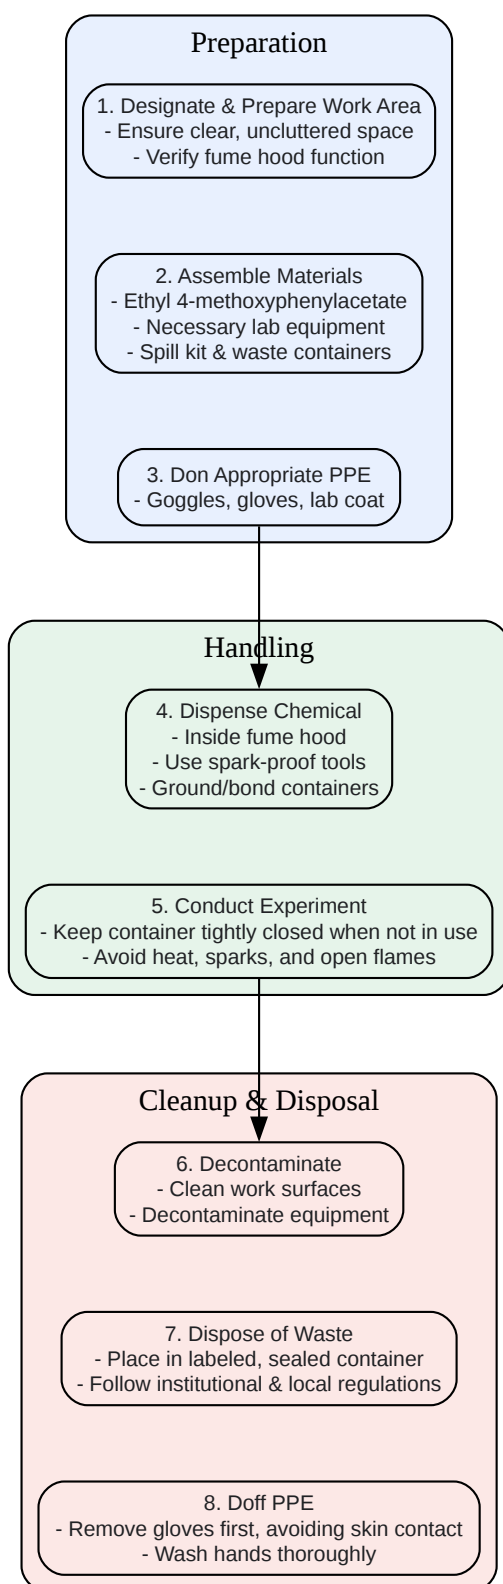 Preparation
1. Designate & Prepare Work Area
- Ensure clear, uncluttered space
- Verify fume hood function
2. Assemble Materials
- Ethyl 4-methoxyphenylacetate
- Necessary lab equipment
- Spill kit & waste containers
3. Don Appropriate PPE
- Goggles, gloves, lab coat
Handling
4. Dispense Chemical
- Inside fume hood
- Use spark-proof tools
- Ground/bond containers
5. Conduct Experiment
- Keep container tightly closed when not in use
- Avoid heat, sparks, and open flames
Cleanup & Disposal
6. Decontaminate
- Clean work surfaces
- Decontaminate equipment
7. Dispose of Waste
- Place in labeled, sealed container
- Follow institutional & local regulations
8. Doff PPE
- Remove gloves first, avoiding skin contact
- Wash hands thoroughly